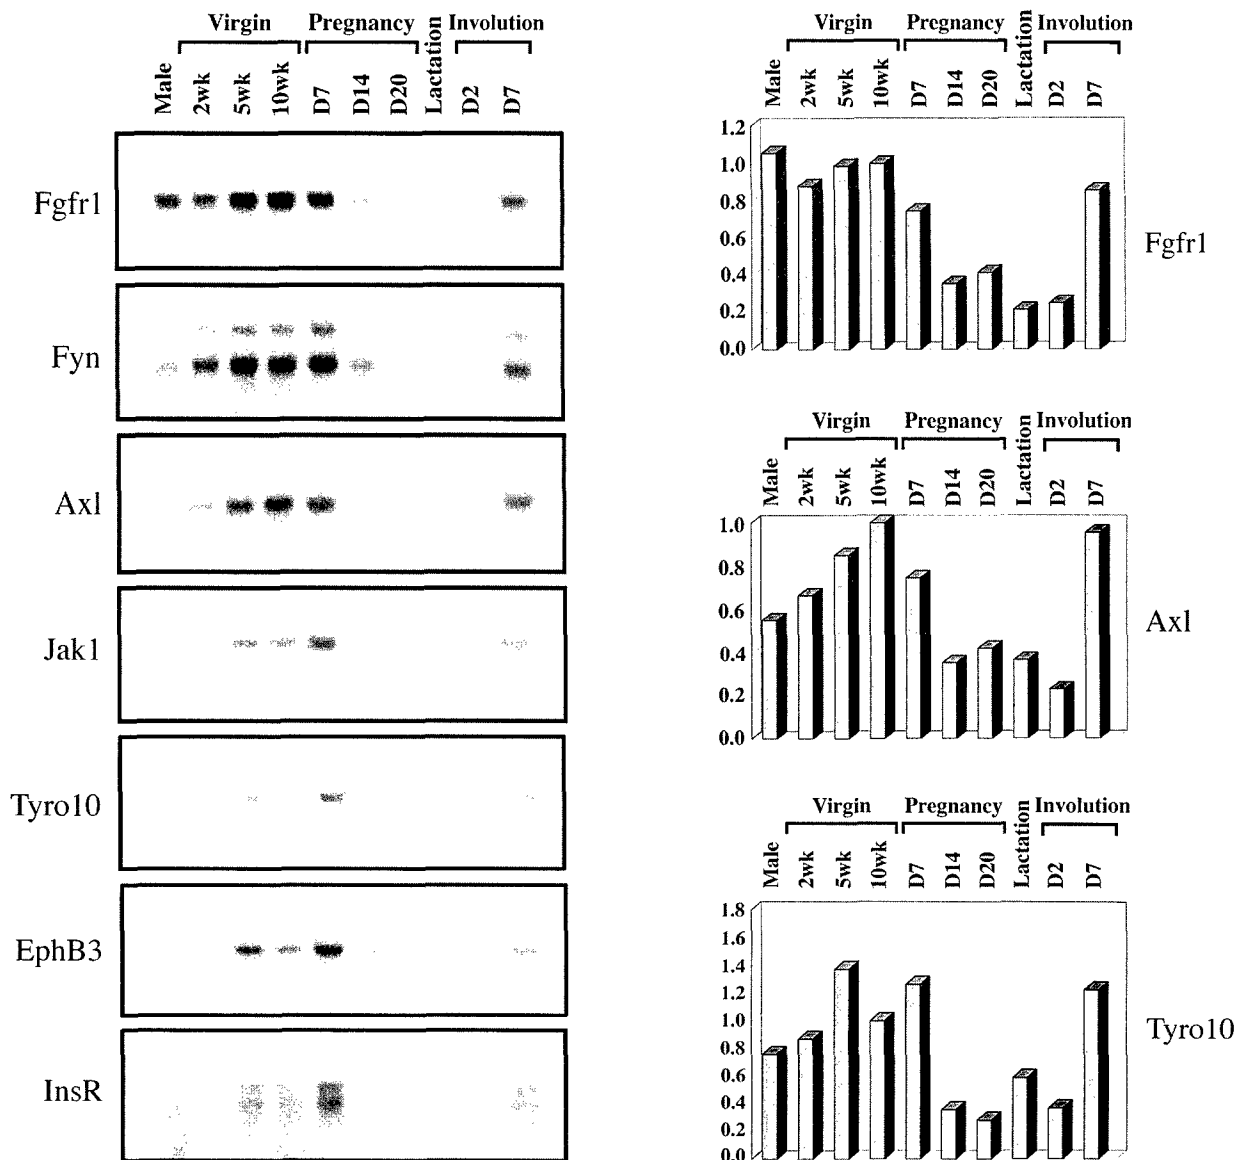 Virgin Pregnancy Lactation Involution
Male 2wk 5wk 10wk D7 D14 D20 D2 D7
Fgfr1
Fyn
Axl
Jak1
Tyro10
EphB3
InsR
Virgin Pregnancy Lactation Involution
Male 2wk 5wk 10wk D7 D14 D20 D2 D7
1.2
1.0
0.8
0.6
0.4
0.2
0.0
Fgfr1
Virgin Pregnancy Lactation Involution
Male 2wk 5wk 10wk D7 D14 D20 D2 D7
1.0
0.8
0.6
0.4
0.2
0.0
Axl
Virgin Pregnancy Lactation Involution
Male 2wk 5wk 10wk D7 D14 D20 D2 D7
1.8
1.6
1.4
1.2
1.0
0.8
0.6
0.4
0.2
0.0
Tyro10